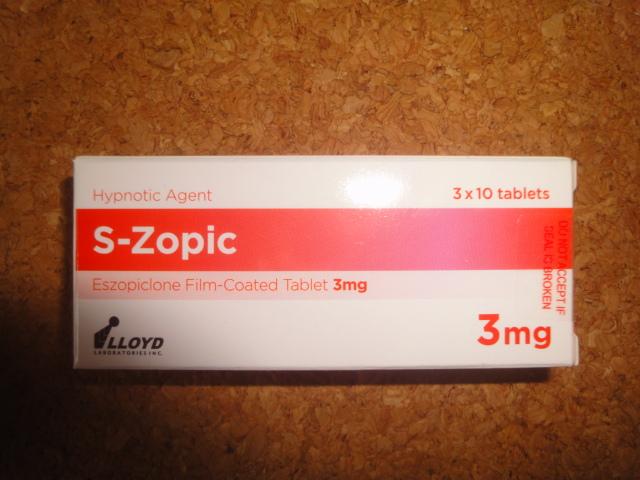 Hypnotic Agent
3 x 10 tablets
S-Zopic
Eszopiclone Film-Coated Tablet 3mg
LLOYD
LABORATORIES INC.
3mg
DO NOT ACCEPT IF
SEAL IS BROKEN